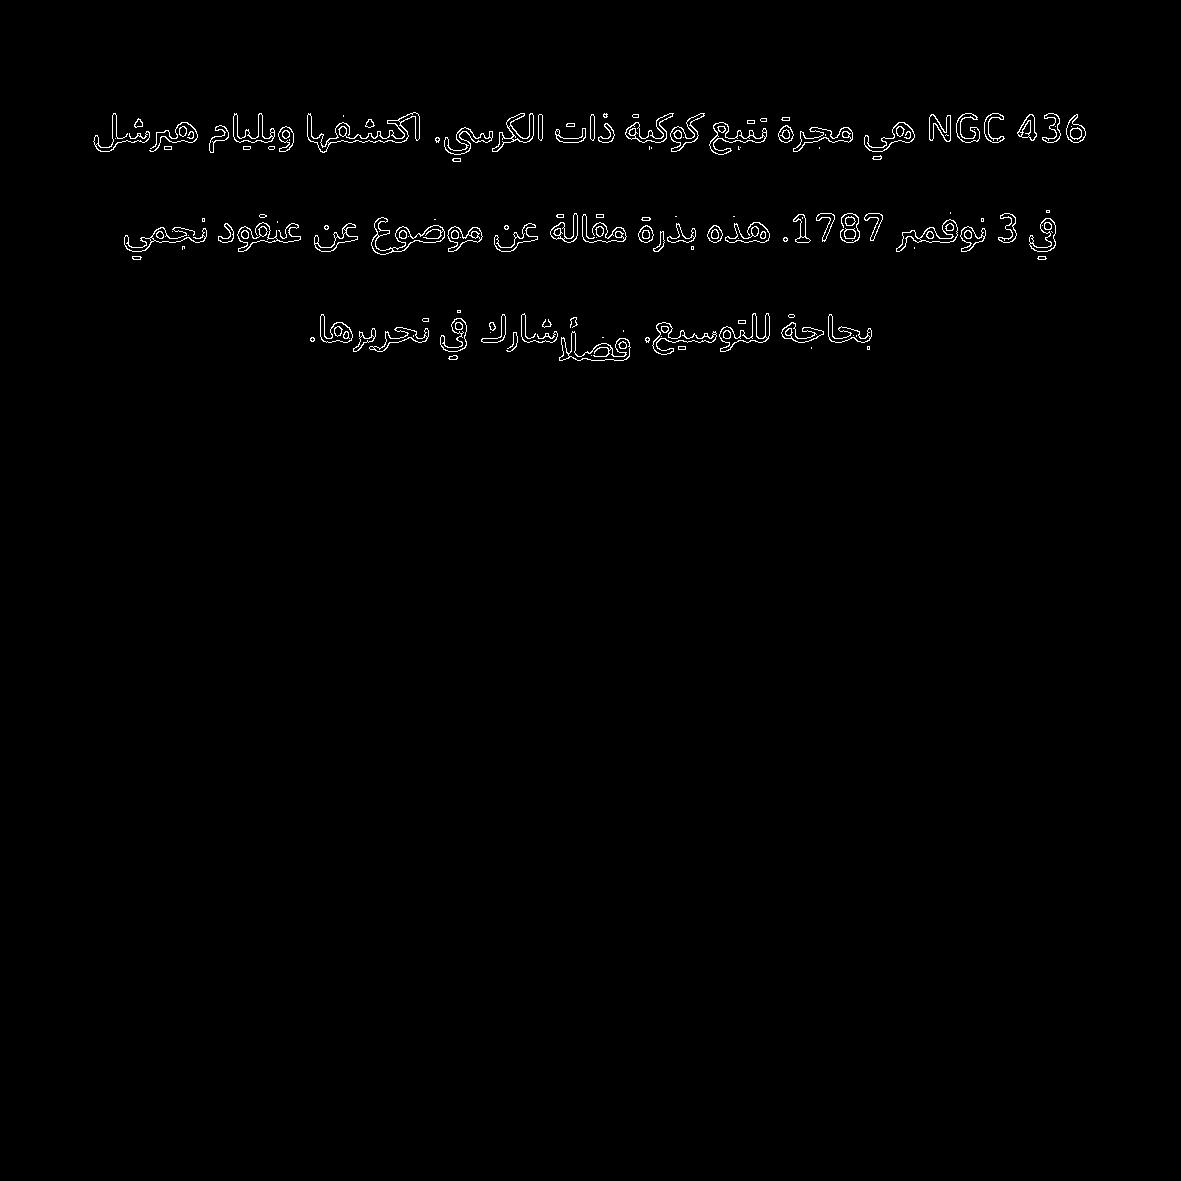 NGC 436 هي مجرة تتبع كوكبة ذات الكرسي. اكتشفها ويليام هيرشل
في 3 نوفمبر 1787. هذه بذرة مقالة عن موضوع عن عنقود نجمي
بحاجة للتوسيع. فضلًا شارك في تحريرها.